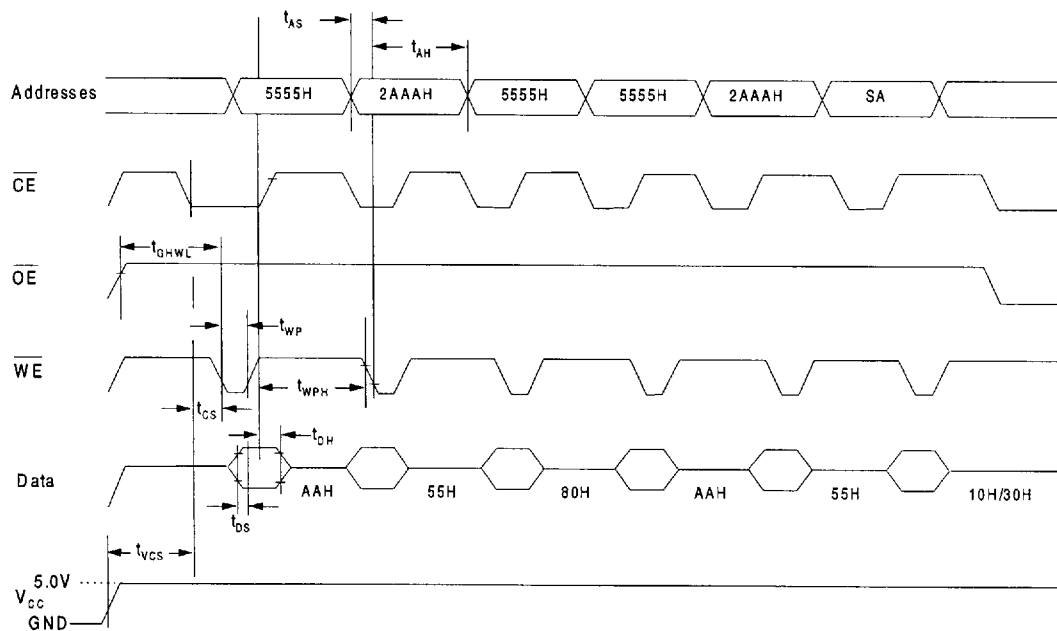 tAS
tAH
Addresses 5555H 2AAAH 5555H 5555H 2AAAH SA
CE
tGHWL
OE
tWP
WE
tWPH
tCS
tDH
Data
AAH 55H 80H AAH 55H 10H/30H
tDS
tVCS
5.0V
VCC
GND